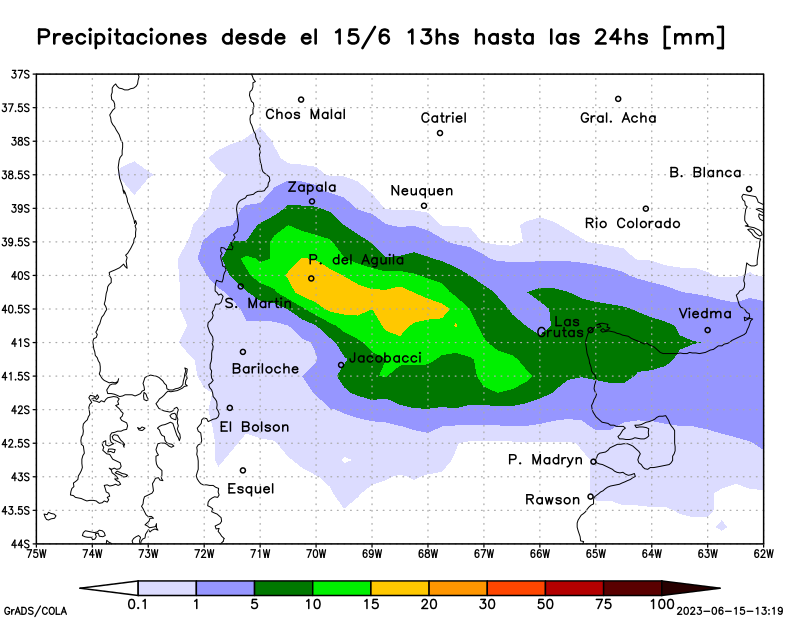 Precipitaciones desde el 15/6 13hs hasta las 24hs [mm]
37S
37.5S
Chos Malal
Catriel
Gral. Acha
38S
38.5S
B. Blanca
Zapala
Neuquen
39S
Rio Colorado
39.5S
P. del Aguila
40S
S. Martin
40.5S
Viedma
Las
Grutas
41S
Jacobacci
Bariloche
41.5S
42S
El Bolson
42.5S
P. Madryn
43S
Esquel
Rawson
43.5S
44S
75W 74W 73W 72W 71W 70W 69W 68W 67W 66W 65W 64W 63W 62W
0.1 1 5 10 15 20 30 50 75 100
GrADS/COLA
2023-06-15-13:19